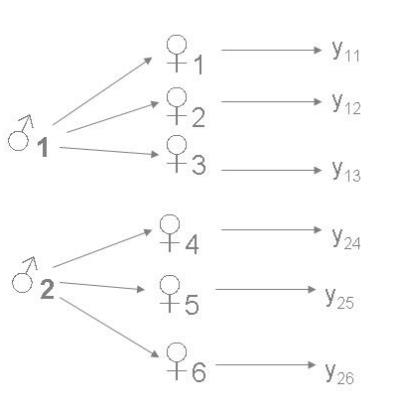 ♀1 y₁₁
♀2 y₁₂
♂1 ♀3 y₁₃
♀4 y₂₄
♂2 ♀5 y₂₅
♀6 y₂₆